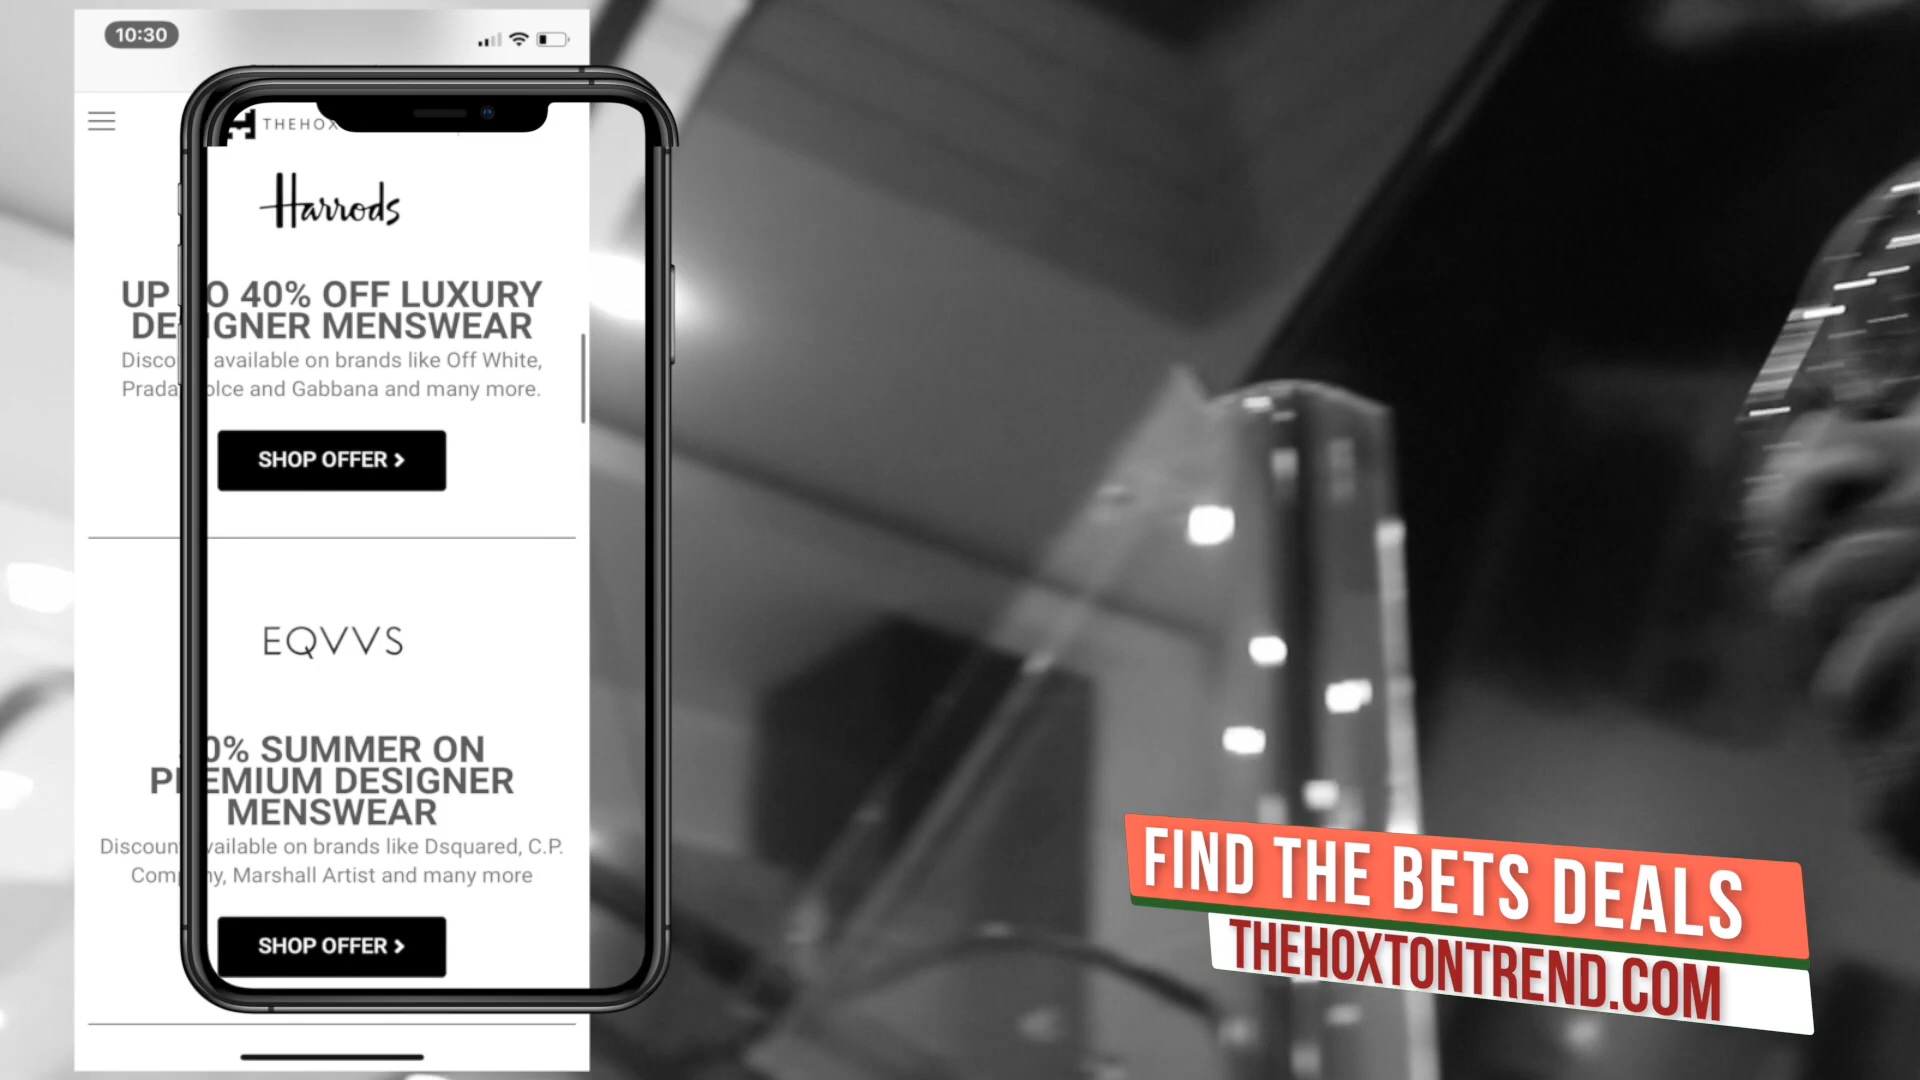 10:30
THEHOX
Harrods
UP O 40% OFF LUXURY
DE IGNER MENSWEAR
Disco available on brands like Off White,
Prada olce and Gabbana and many more.
SHOP OFFER >
EQVVS
0% SUMMER ON
P EMIUM DESIGNER
MENSWEAR
Discoun vailable on brands like Dsquared, C.P.
Comp ny, Marshall Artist and many more
SHOP OFFER >
FIND THE BETS DEALS
THEHOXTONTREND.COM